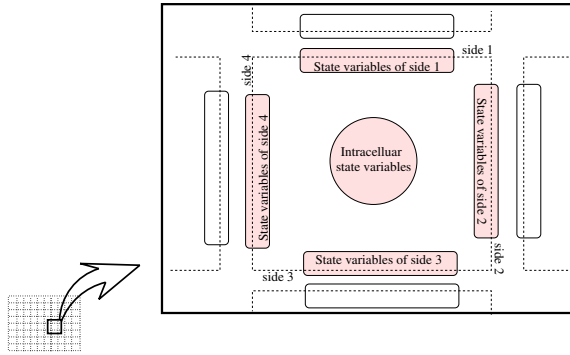 side 1
State variables of side 1
side 4
State variables of side 4
Intracelluar
state variables
State variables of side 2
side 2
State variables of side 3
side 3